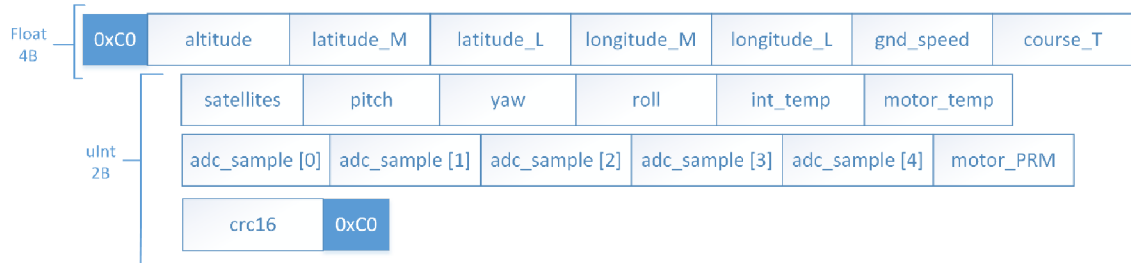 Float
4B
0xC0 altitude latitude_M latitude_L longitude_M longitude_L gnd_speed course_T
satellites pitch yaw roll int_temp motor_temp
uInt
2B
adc_sample [0] adc_sample [1] adc_sample [2] adc_sample [3] adc_sample [4] motor_PRM
crc16 0xC0